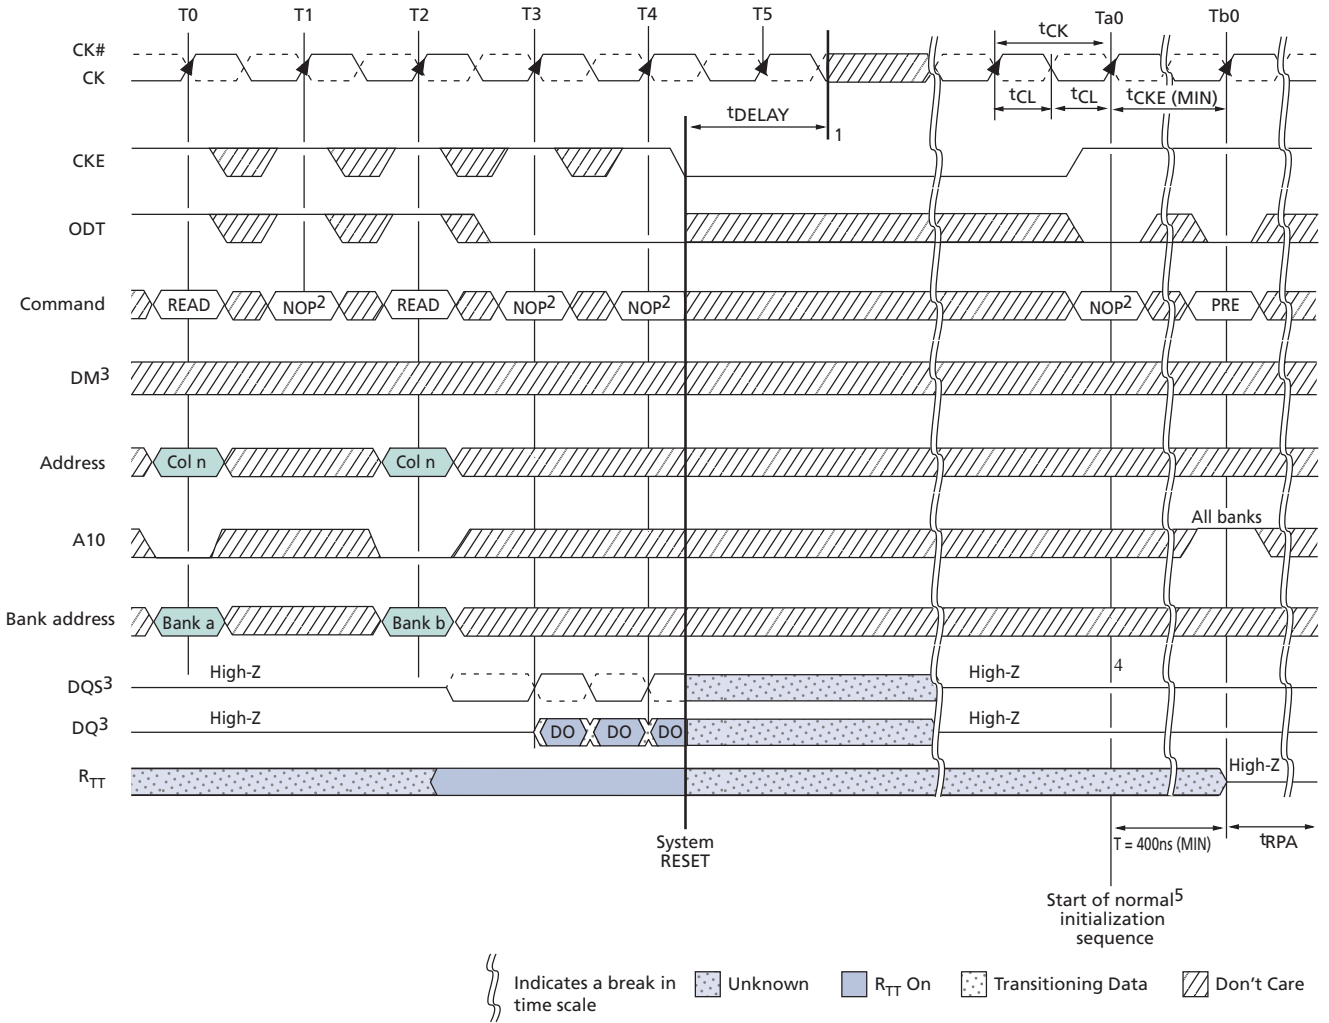 T0 T1 T2 T3 T4 T5 Ta0 Tb0
CK#
CK
tCK
tCL tCL tCKE (MIN)
tDELAY
1
CKE
ODT
Command READ NOP2 READ NOP2 NOP2 NOP2 PRE
DM3
Address Col n Col n
All banks
A10
Bank address Bank a Bank b
High-Z High-Z 4
DQS3
High-Z High-Z
DQ3 DO DO DO
RTT High-Z
System
RESET
T = 400ns (MIN) tRPA
Start of normal5
initialization
sequence
Indicates a break in
time scale
Unknown RTT On Transitioning Data Don't Care